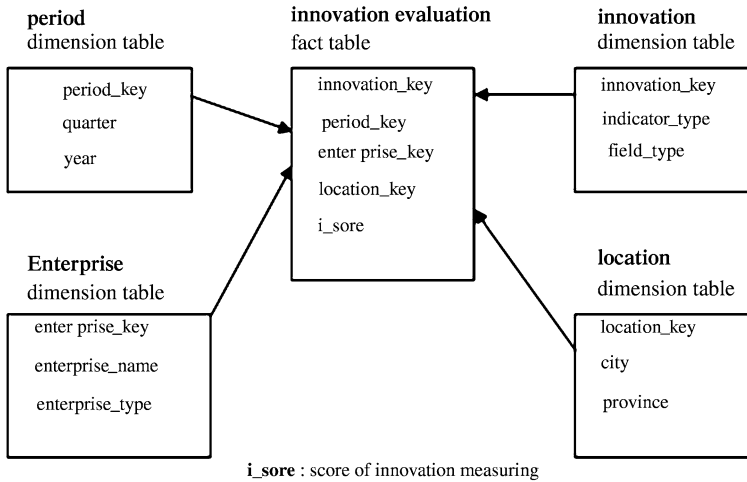 period
dimension table
period_key
quarter
year
innovation evaluation
fact table
innovation_key
period_key
enter prise_key
location_key
i_sore
innovation
dimension table
innovation_key
indicator_type
field_type
Enterprise
dimension table
enter prise_key
enterprise_name
enterprise_type
location
dimension table
location_key
city
province
i_sore : score of innovation measuring